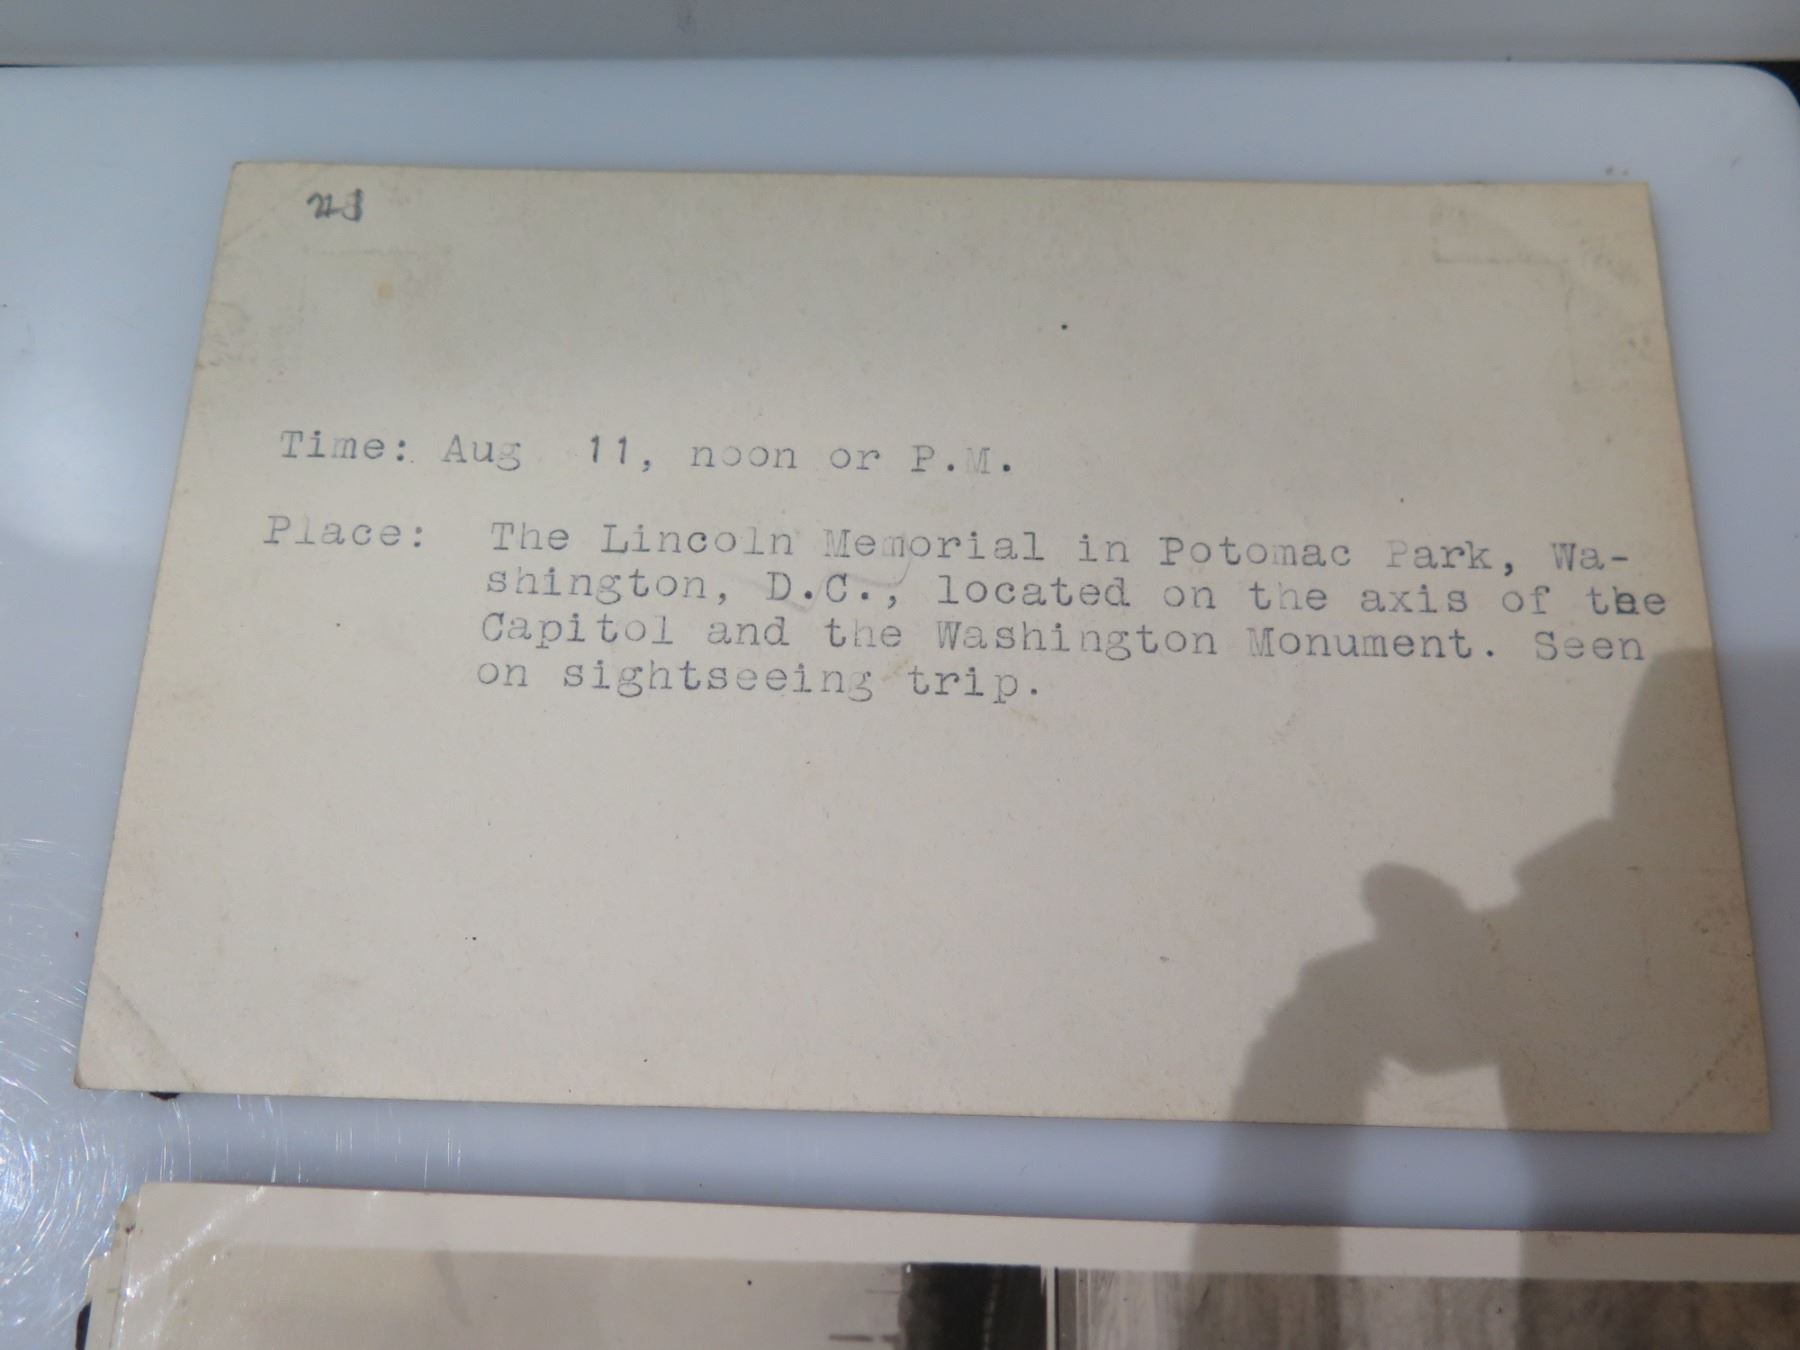 Time: Aug 11, noon or P.M.
Place: The Lincoln Memorial in Potomac Park, Wa-
shington, D.C., located on the axis of the
Capitol and the Washington Monument. Seen
on sightseeing trip.